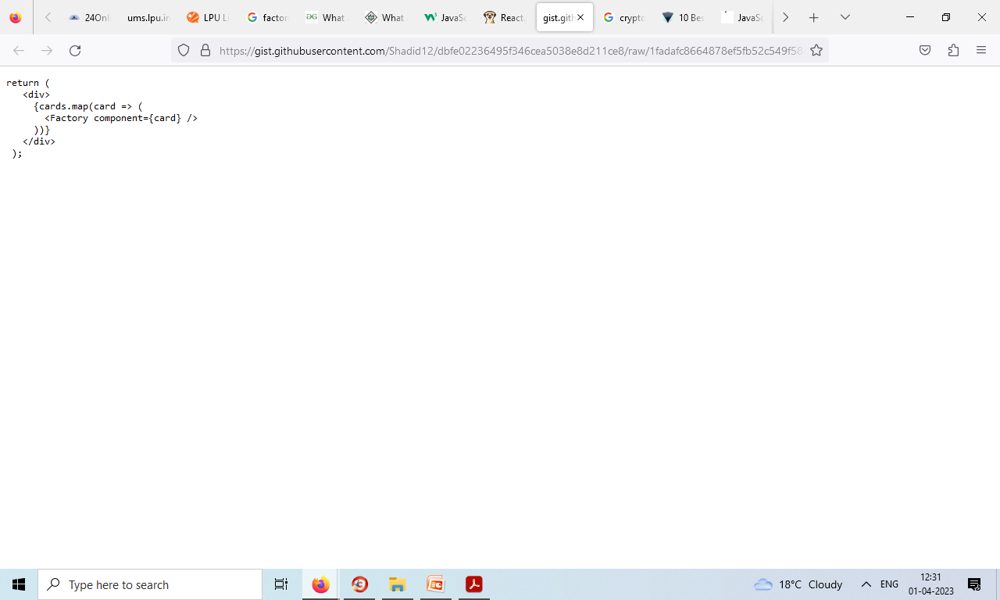 24Onl
ums.lpu.in
LPU Li
factor
What
What
JavaSc
React
gist.gith
crypto
10 Bes
JavaSc
https://gist.githubusercontent.com/Shadid12/dbfe02236495f346cea5038e8d211ce8/raw/1fadafc8664878ef5fb52c549f58
return (
<div>
{cards.map(card => (
<Factory component={card} />
))}
</div>
);
Type here to search
18°C Cloudy
ENG
12:31
01-04-2023